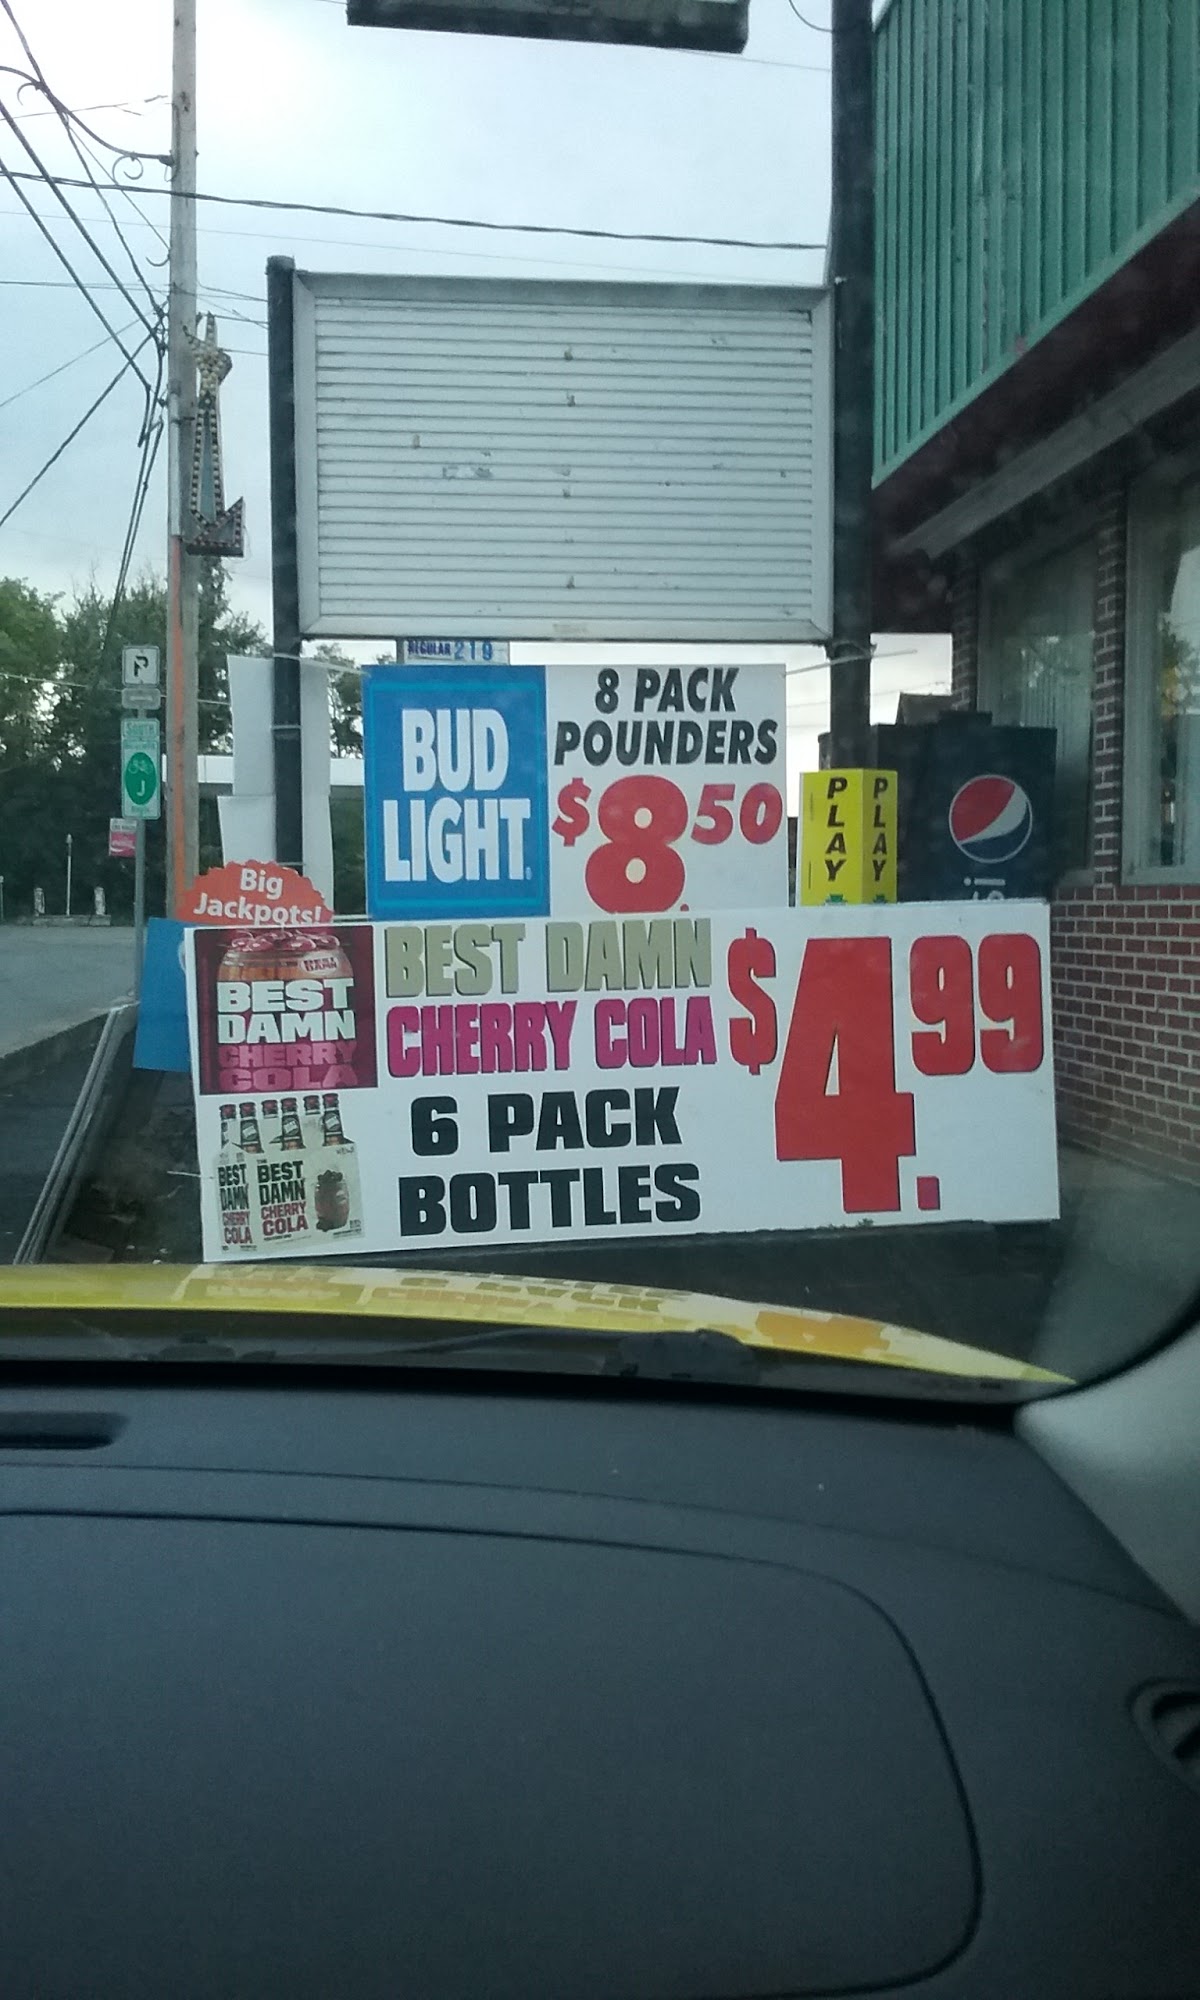 REGULAR 219
P
BUD
LIGHT
8 PACK
POUNDERS
$8.50
PLAY
PLAY
Big
Jackpots!
SOUTH
J
BEST
DAMN
CHERRY
COLA
BEST DAMN
CHERRY COLA
6 PACK
BOTTLES
$4.99
BEST
DAMN
CHERRY
COLA
BEST
DAMN
CHERRY
COLA